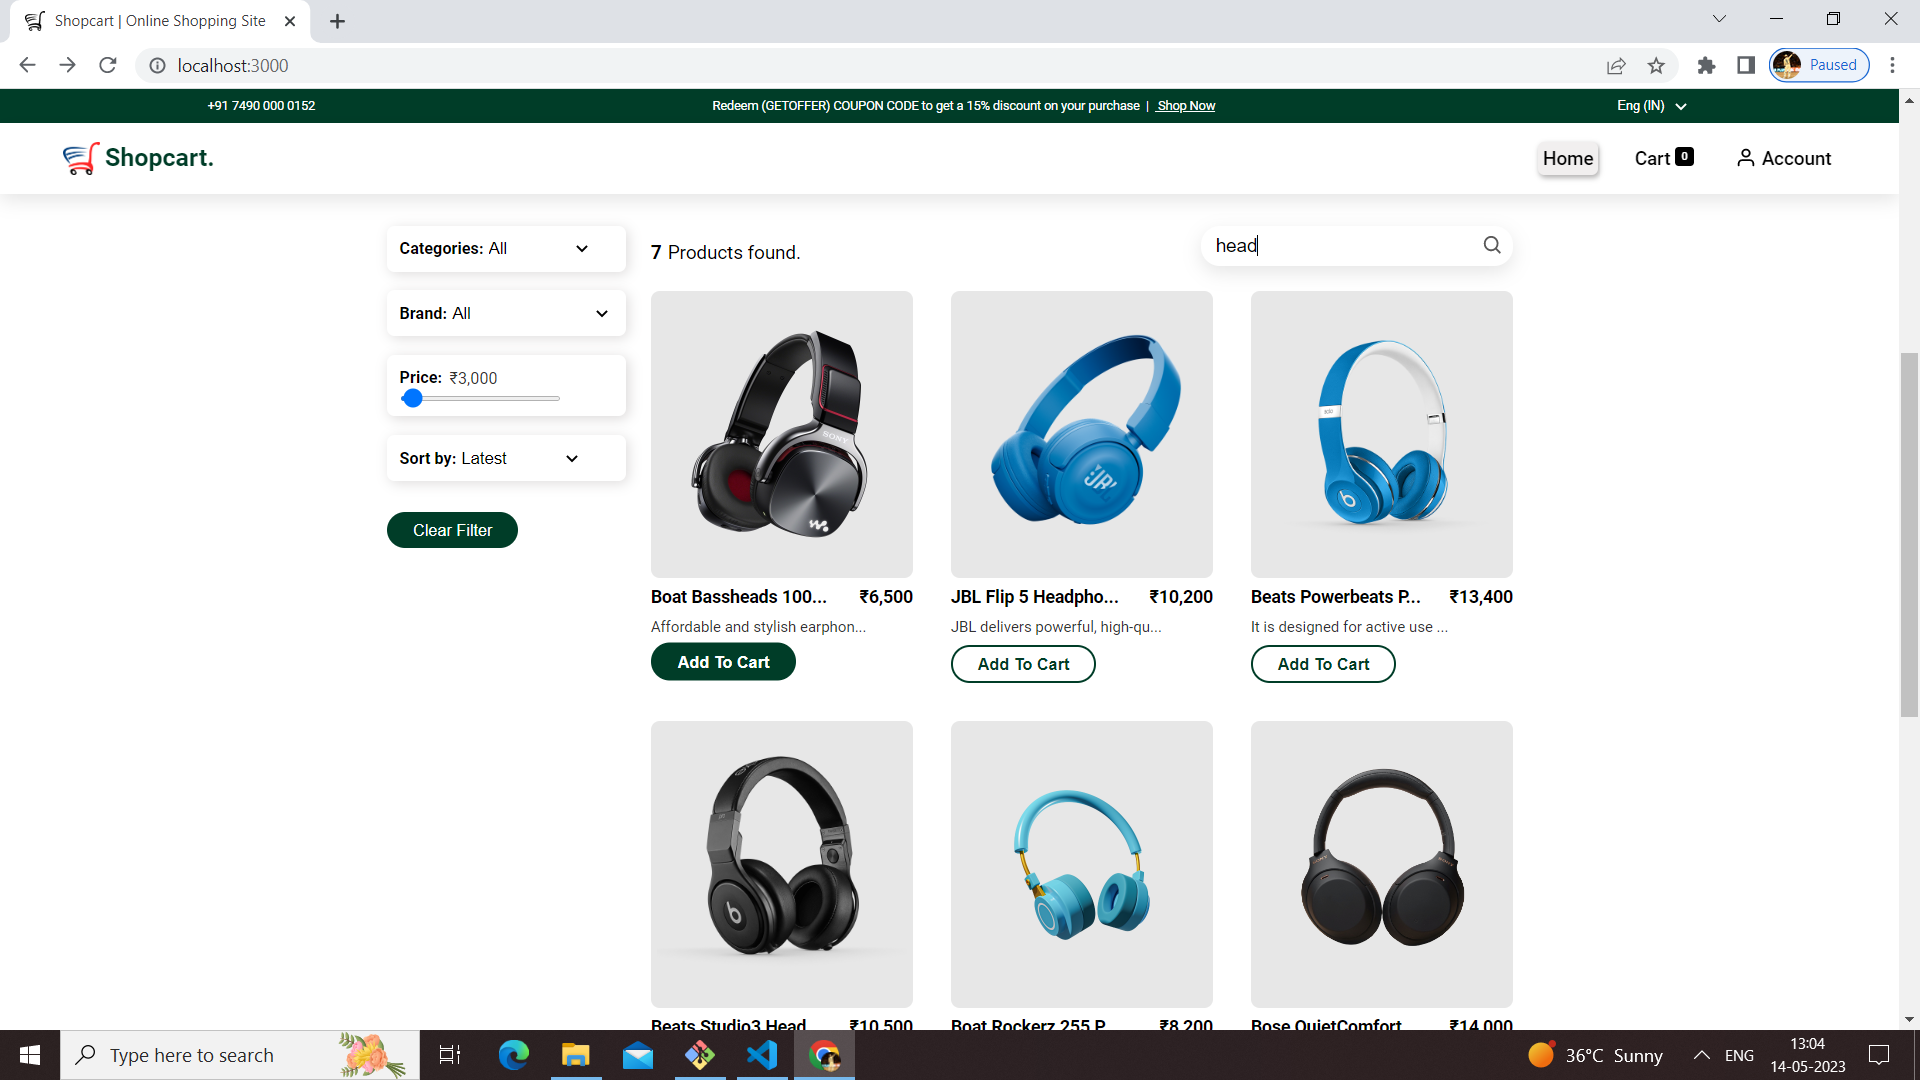 Shopcart | Online Shopping Site
localhost:3000
Paused
+91 7490 000 0152
Redeem (GETOFFER) COUPON CODE to get a 15% discount on your purchase | Shop Now
Eng (IN)
Shopcart.
Home
Cart 0
Account
Categories: All
Brand: All
Price: ₹3,000
Sort by: Latest
Clear Filter
7 Products found.
head
SONY
JBL
Boat Bassheads 100... ₹6,500
Affordable and stylish earphon...
Add To Cart
JBL Flip 5 Headpho... ₹10,200
JBL delivers powerful, high-qu...
Add To Cart
Beats Powerbeats P... ₹13,400
It is designed for active use ...
Add To Cart
Beats Studio3 Head ₹10,500
Boat Rockerz 255 P ₹8,200
Bose QuietComfort ₹14,000
Type here to search
36°C Sunny
ENG
13:04
14-05-2023